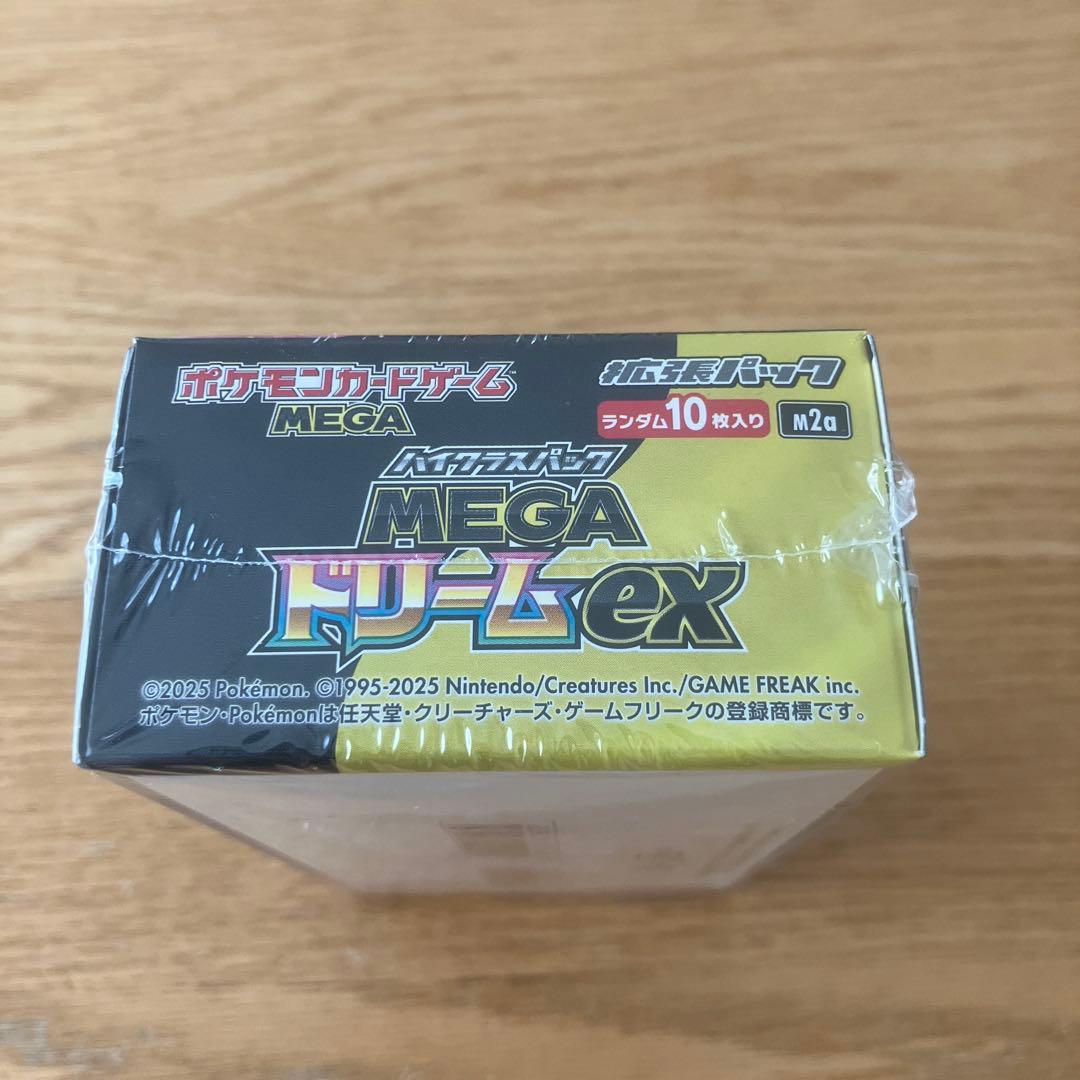 ポケモンカードゲーム™
MEGA
拡張パック
ランダム10枚入り
M2a
ハイクラスパック
MEGA
ドリームex
©2025 Pokémon. ©1995-2025 Nintendo/Creatures Inc./GAME FREAK inc.
ポケモン・Pokémonは任天堂・クリーチャーズ・ゲームフリークの登録商標です。